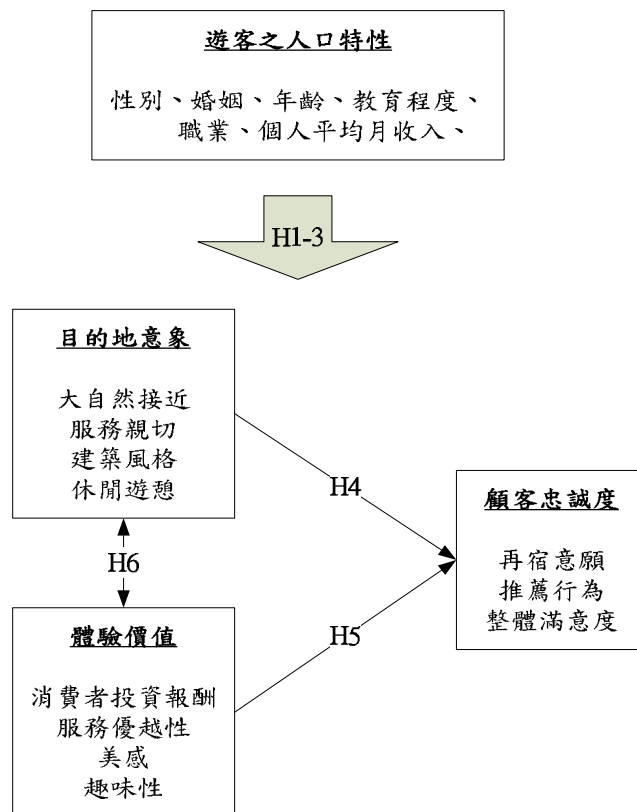 遊客之人口特性
性別、婚姻、年齡、教育程度、
職業、個人平均月收入、
H1-3
目的地意象
大自然接近
服務親切
建築風格
休閒遊憩
H4
顧客忠誠度
再宿意願
推薦行為
整體滿意度
H6
H5
體驗價值
消費者投資報酬
服務優越性
美感
趣味性